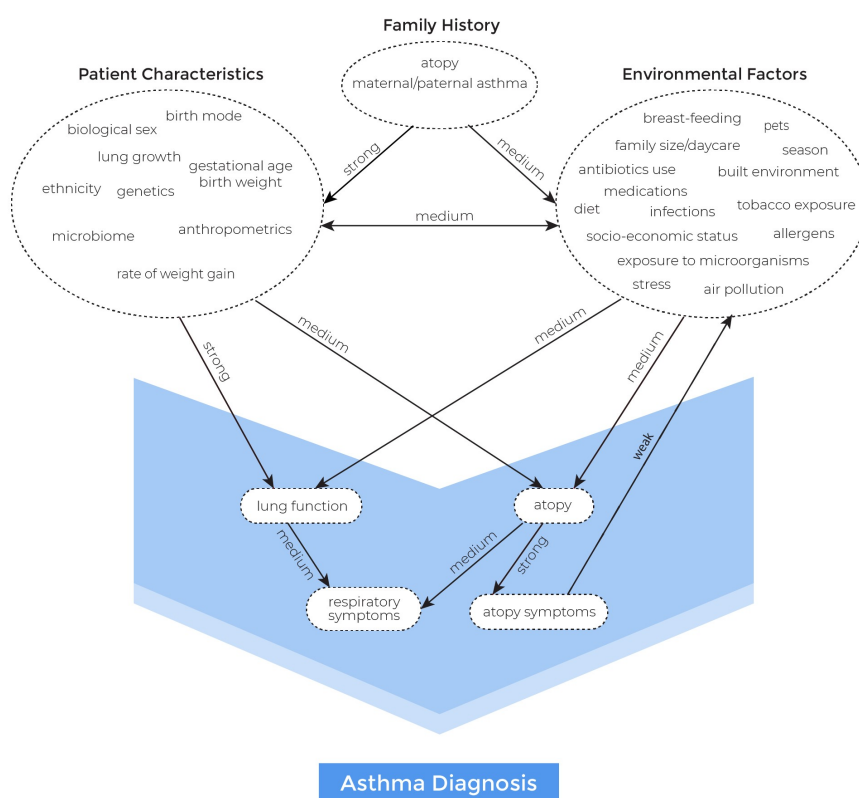 Family History
atopy
maternal/paternal asthma
Patient Characteristics
birth mode
biological sex
lung growth
gestational age
birth weight
ethnicity
genetics
microbiome
anthropometrics
rate of weight gain
Environmental Factors
breast-feeding
pets
family size/daycare
season
antibiotics use
built environment
medications
diet
infections
tobacco exposure
socio-economic status
allergens
exposure to microorganisms
stress
air pollution
strong
medium
medium
strong
medium
medium
medium
weak
lung function
atopy
medium
medium
strong
respiratory
symptoms
atopy symptoms
Asthma Diagnosis